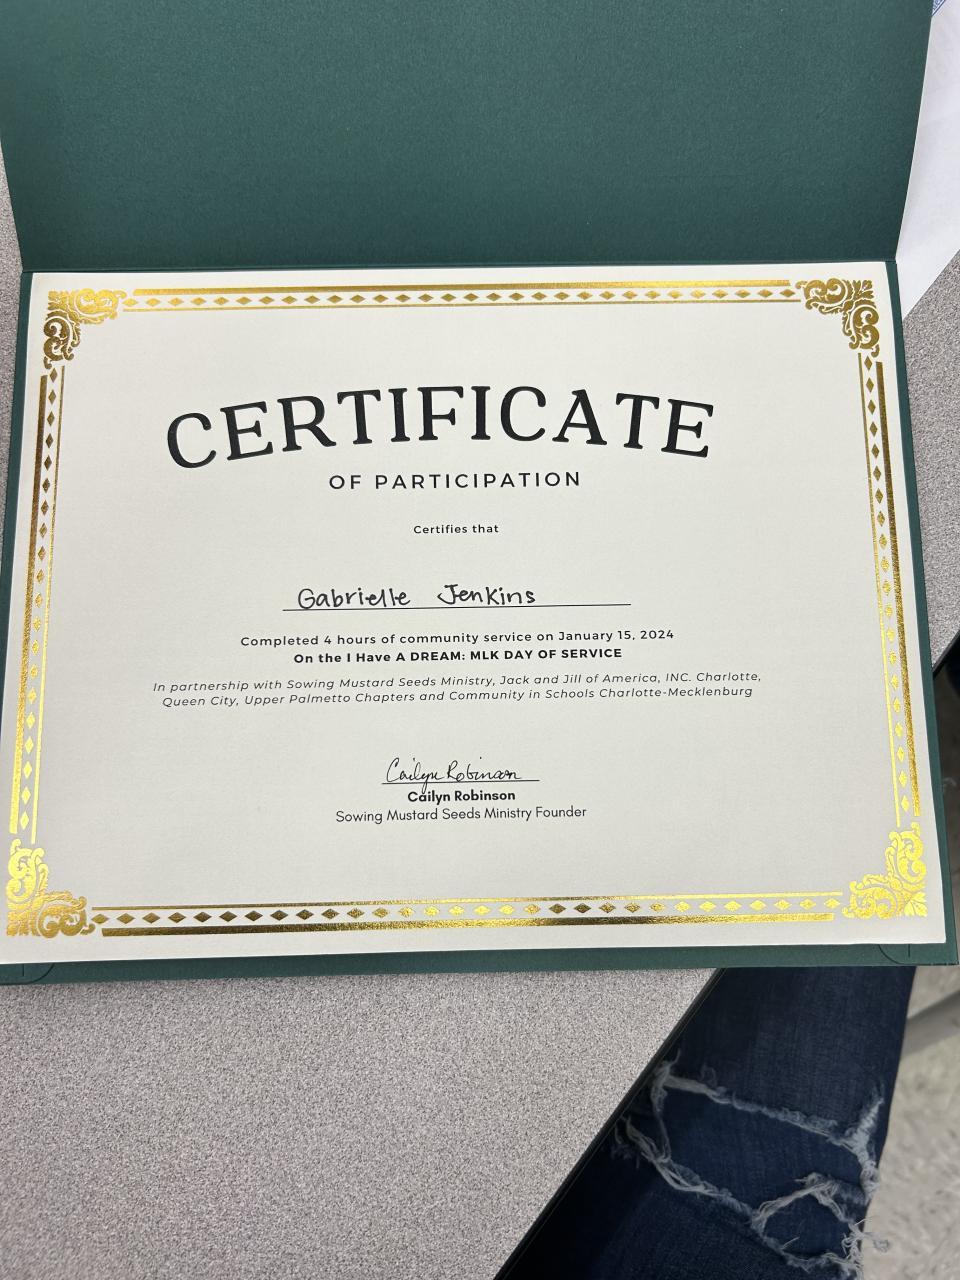 CERTIFICATE
OF PARTICIPATION
Certifies that
Gabrielle Jenkins
Completed 4 hours of community service on January 15, 2024
On the I Have A DREAM: MLK DAY OF SERVICE
In partnership with Sowing Mustard Seeds Ministry, Jack and Jill of America, INC. Charlotte,
Queen City, Upper Palmetto Chapters and Community in Schools Charlotte-Mecklenburg
Cailyn Robinson
Cailyn Robinson
Sowing Mustard Seeds Ministry Founder